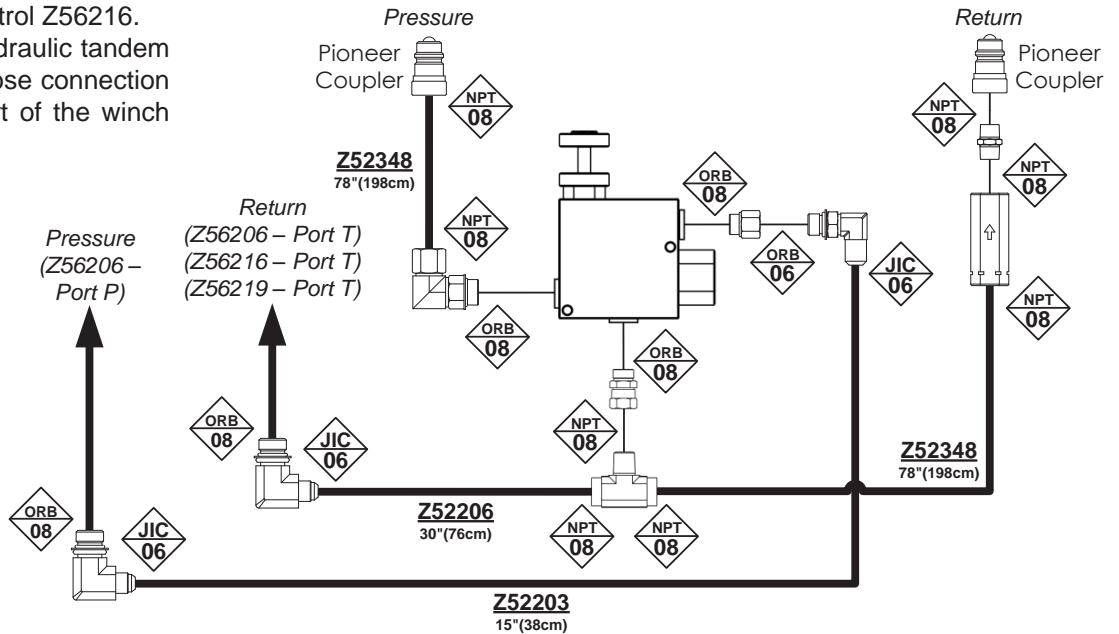 trol Z56216.
draulic tandem
ose connection
rt of the winch
Pressure
Pioneer
Coupler
NPT
08
Z52348
78"(198cm)
NPT
08
ORB
08
Return
Pioneer
Coupler
NPT
08
NPT
08
NPT
08
ORB
08
ORB
06
JIC
06
Pressure
(Z56206 –
Port P)
Return
(Z56206 – Port T)
(Z56216 – Port T)
(Z56219 – Port T)
ORB
08
NPT
08
ORB
08
JIC
06
Z52206
30"(76cm)
NPT
08
NPT
08
Z52348
78"(198cm)
ORB
08
JIC
06
Z52203
15"(38cm)